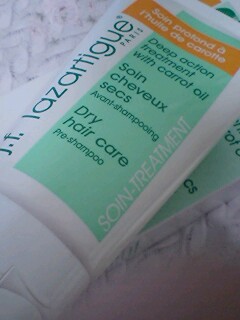 j.f. lazartigue
PARIS
Soin profond à
l'huile de carotte
Deep action
treatment
with carrot oil
Soin
cheveux
secs
Avant-shampooing
Dry
hair care
Pre-shampoo
SOIN-TREATMENT